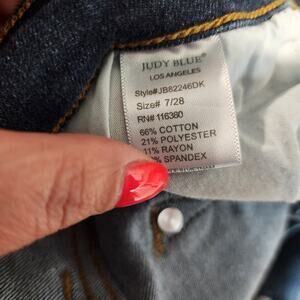 JUDY BLUE
LOS ANGELES
Style#JB82246DK
Size# 7/28
RN# 116360
66% COTTON
21% POLYESTER
11% RAYON
% SPANDEX